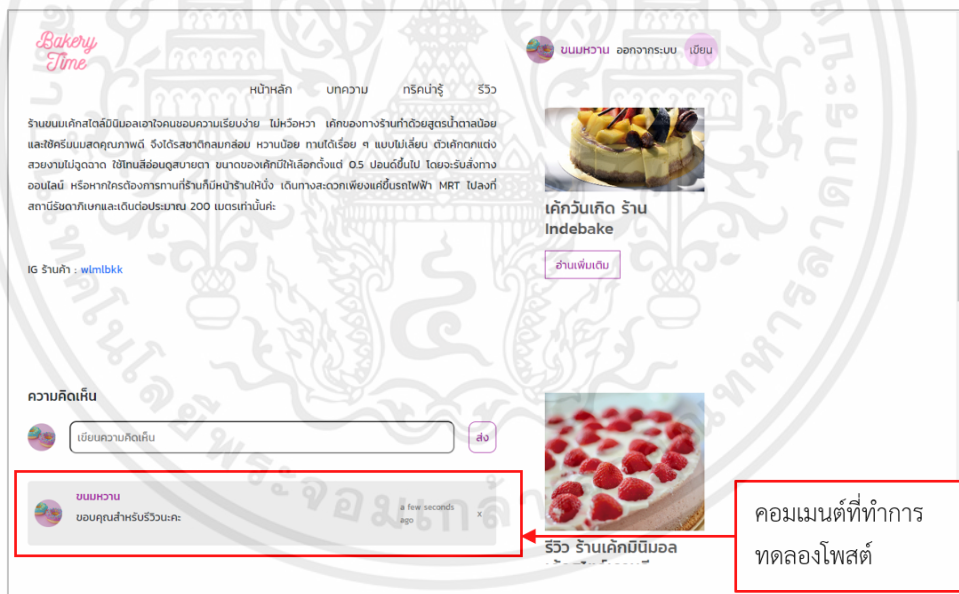 Bakery
Time
ขนมหวาน ออกจากระบบ เขียน
หน้าหลัก บทความ ทริคน่ารู้ รีวิว
ร้านขนมเค้กสไตล์มินิมอลเอาใจคนชอบความเรียบง่าย ไม่หวือหวา เค้กของทางร้านทำด้วยสูตรน้ำตาลน้อย
และใช้ครีมนมสดคุณภาพดี จึงได้รสชาติกลมกล่อม หวานน้อย ทานได้เรื่อย ๆ แบบไม่เลี่ยน ตัวเค้กตกแต่ง
สวยงามไม่ฉูดฉาด ใช้โทนสีอ่อนดูสบายตา ขนาดของเค้กมีให้เลือกตั้งแต่ 0.5 ปอนด์ขึ้นไป โดยจะรับสั่งทาง
ออนไลน์ หรือหากใครต้องการทานที่ร้านก็มีหน้าร้านให้นั่ง เดินทางสะดวกเพียงแค่ขึ้นรถไฟฟ้า MRT ไปลงที่
สถานีรัชดาภิเษกและเดินต่อประมาณ 200 เมตรเท่านั้นค่ะ
IG ร้านค้า : wlmlbkk
เค้กวันเกิด ร้าน
Indebake
อ่านเพิ่มเติม
ความคิดเห็น
เขียนความคิดเห็น ส่ง
ขนมหวาน
ขอบคุณสำหรับรีวิวนะคะ
a few seconds
ago
x
รีวิว ร้านเค้กมินิมอล
คอมเมนต์ที่ทำการ
ทดลองโพสต์